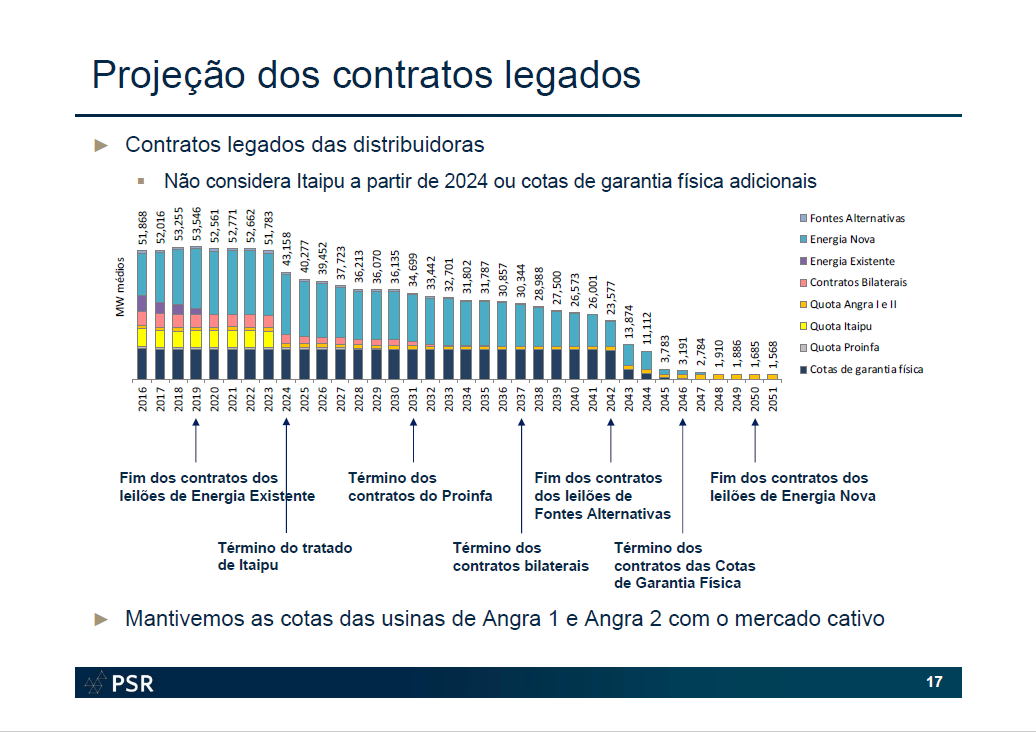 Projeção dos contratos legados
► Contratos legados das distribuidoras
▪ Não considera Itaipu a partir de 2024 ou cotas de garantia física adicionais
MW médios
51,868 52,016 53,255 53,546 52,561 52,771 52,662 51,783 43,158 40,277 39,452 37,723 36,213 36,070 36,135 34,699 33,442 32,701 31,802 31,787 30,857 30,344 28,988 27,500 26,573 26,001 23,577 13,874 11,112 3,783 3,191 2,784 1,910 1,886 1,685 1,568
2016 2017 2018 2019 2020 2021 2022 2023 2024 2025 2026 2027 2028 2029 2030 2031 2032 2033 2034 2035 2036 2037 2038 2039 2040 2041 2042 2043 2044 2045 2046 2047 2048 2049 2050 2051
Fontes Alternativas
Energia Nova
Energia Existente
Contratos Bilaterais
Quota Angra I e II
Quota Itaipu
Quota Proinfa
Cotas de garantia física
Fim dos contratos dos
leilões de Energia Existente
Término dos
contratos do Proinfa
Fim dos contratos
dos leilões de
Fontes Alternativas
Fim dos contratos dos
leilões de Energia Nova
Término do tratado
de Itaipu
Término dos
contratos bilaterais
Término dos
contratos das Cotas
de Garantia Física
► Mantivemos as cotas das usinas de Angra 1 e Angra 2 com o mercado cativo
PSR
17